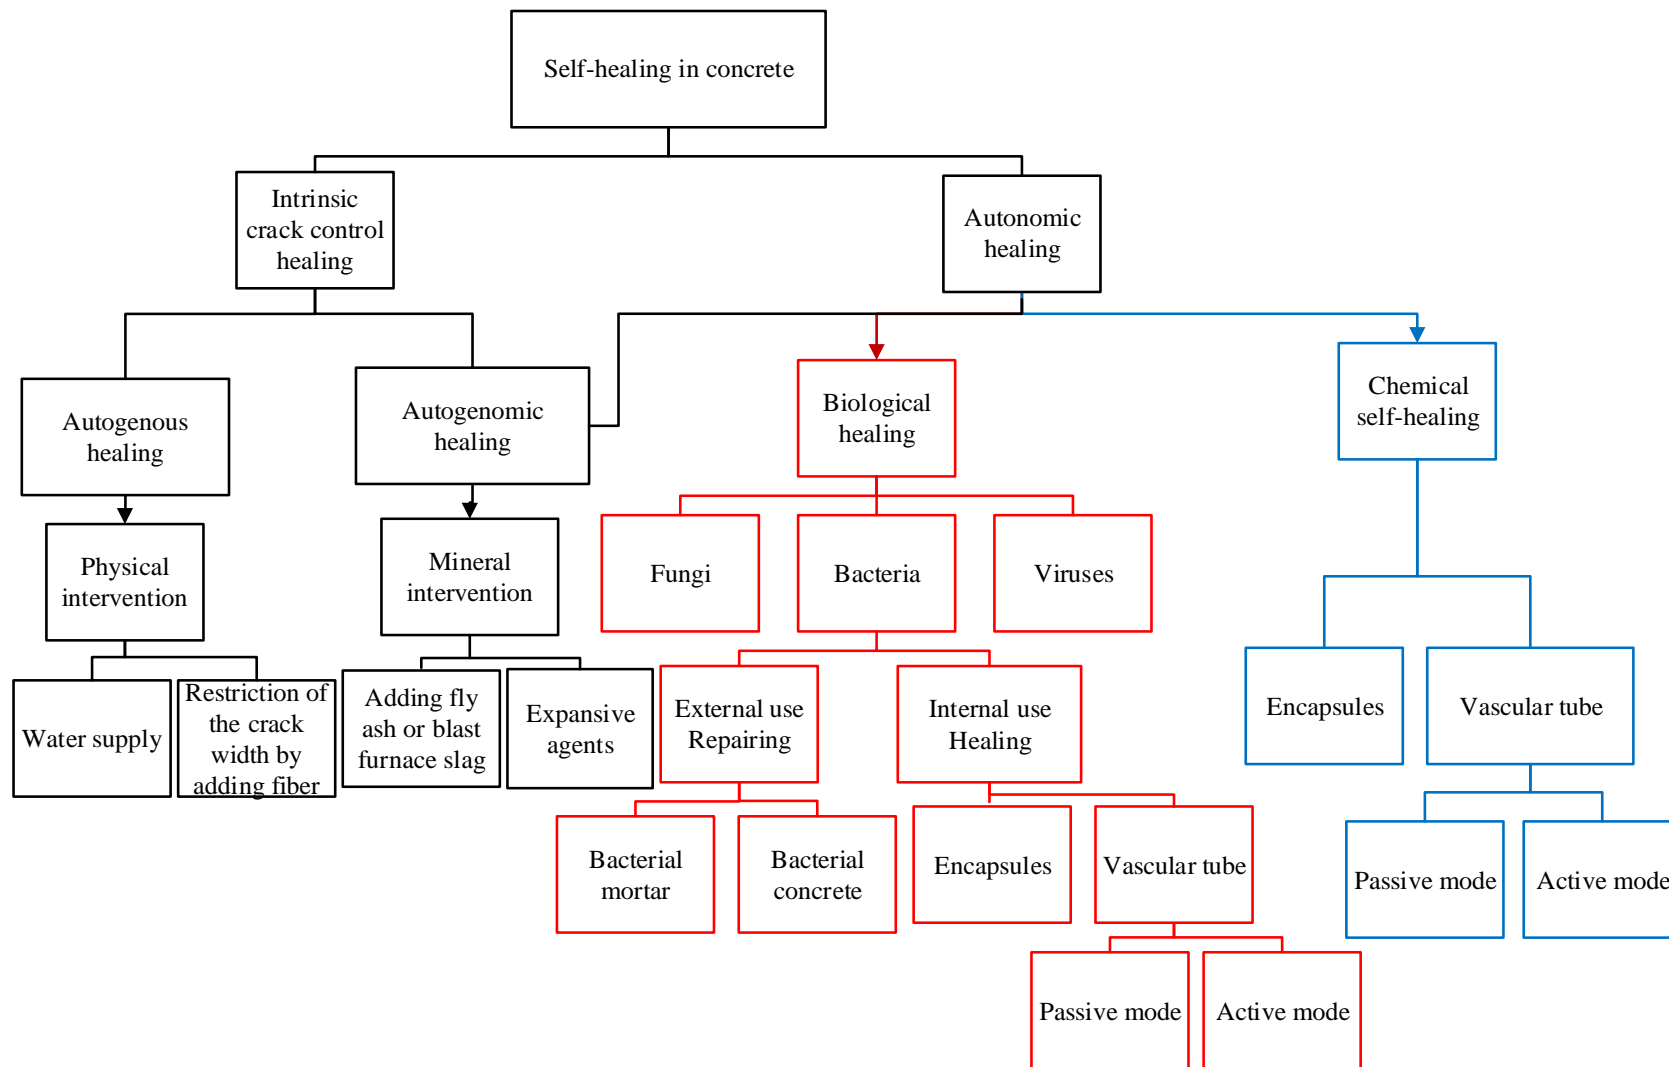 Self-healing in concrete
Intrinsic
crack control
healing
Autonomic
healing
Autogenous
healing
Autogenomic
healing
Biological
healing
Chemical
self-healing
Physical
intervention
Mineral
intervention
Fungi
Bacteria
Viruses
Water supply
Restriction of
the crack
width by
adding fiber
Adding fly
ash or blast
furnace slag
Expansive
agents
External use
Repairing
Internal use
Healing
Encapsules
Vascular tube
Bacterial
mortar
Bacterial
concrete
Encapsules
Vascular tube
Passive mode
Active mode
Passive mode
Active mode